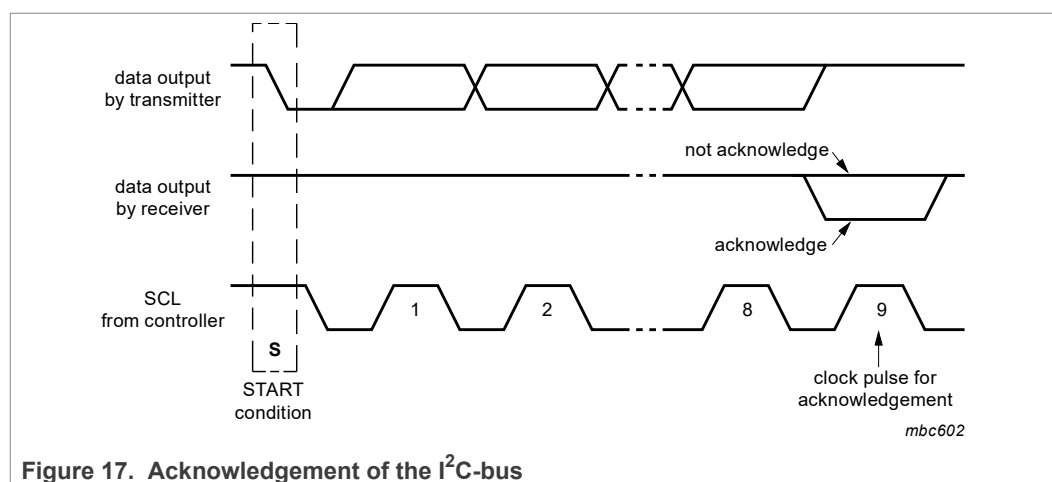 data output
by transmitter
not acknowledge
data output
by receiver
acknowledge
SCL
from controller
1
2
8
9
S
START
condition
clock pulse for
acknowledgement
mbc602
Figure 17. Acknowledgement of the I²C-bus